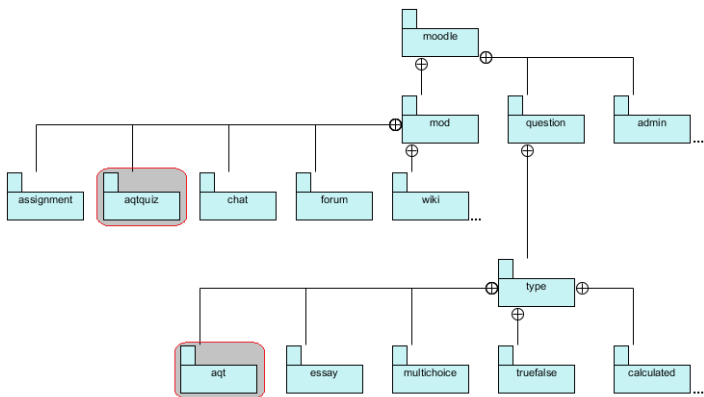 moodle
mod
question
admin
...
assignment
aqtquiz
chat
forum
wiki
...
type
aqt
essay
multichoice
truefalse
calculated
...